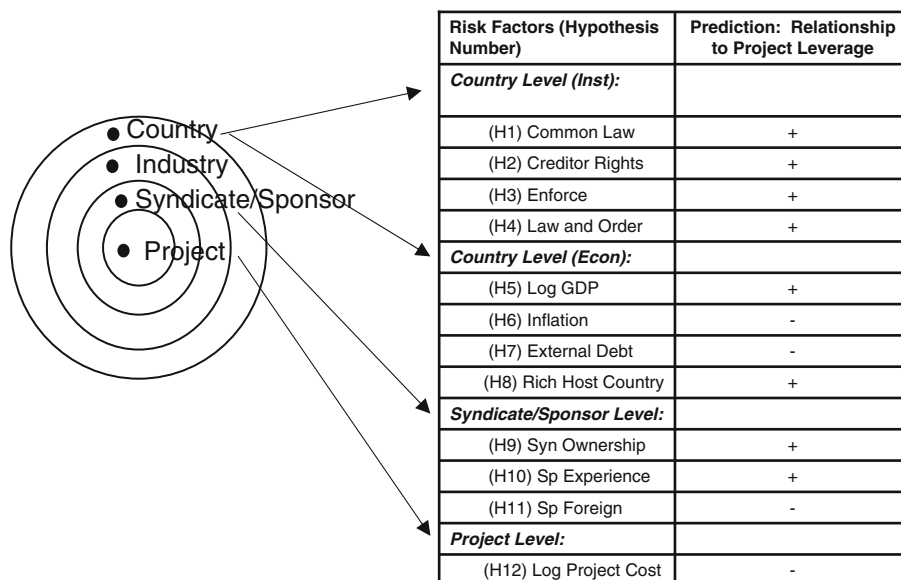 Country
Industry
Syndicate/Sponsor
Project
Risk Factors (Hypothesis Number) Prediction: Relationship to Project Leverage
Country Level (Inst):
(H1) Common Law +
(H2) Creditor Rights +
(H3) Enforce +
(H4) Law and Order +
Country Level (Econ):
(H5) Log GDP +
(H6) Inflation -
(H7) External Debt -
(H8) Rich Host Country +
Syndicate/Sponsor Level:
(H9) Syn Ownership +
(H10) Sp Experience +
(H11) Sp Foreign -
Project Level:
(H12) Log Project Cost -